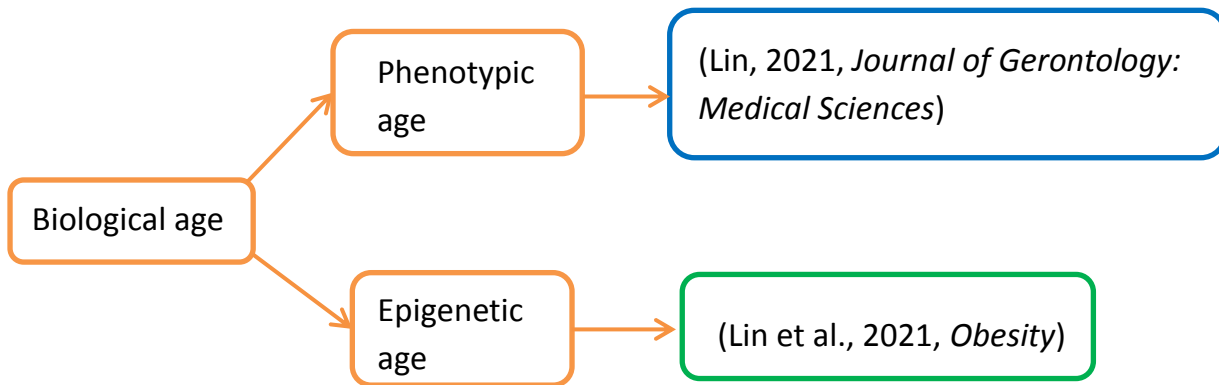 Phenotypic
age
(Lin, 2021, Journal of Gerontology:
Medical Sciences)
Biological age
Epigenetic
age
(Lin et al., 2021, Obesity)